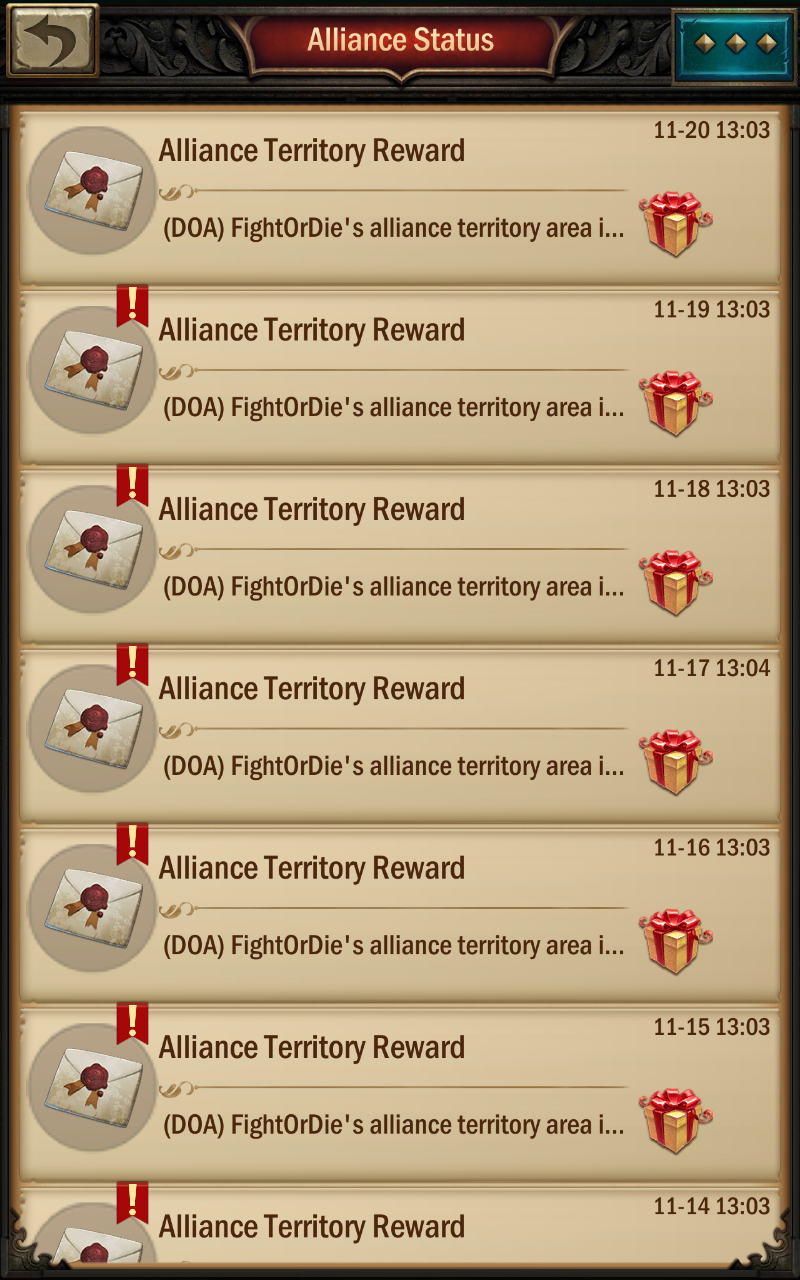 Alliance Status
11-20 13:03
Alliance Territory Reward
(DOA) FightOrDie's alliance territory area i...
!
11-19 13:03
Alliance Territory Reward
(DOA) FightOrDie's alliance territory area i...
!
11-18 13:03
Alliance Territory Reward
(DOA) FightOrDie's alliance territory area i...
!
11-17 13:04
Alliance Territory Reward
(DOA) FightOrDie's alliance territory area i...
!
11-16 13:03
Alliance Territory Reward
(DOA) FightOrDie's alliance territory area i...
!
11-15 13:03
Alliance Territory Reward
(DOA) FightOrDie's alliance territory area i...
!
11-14 13:03
Alliance Territory Reward